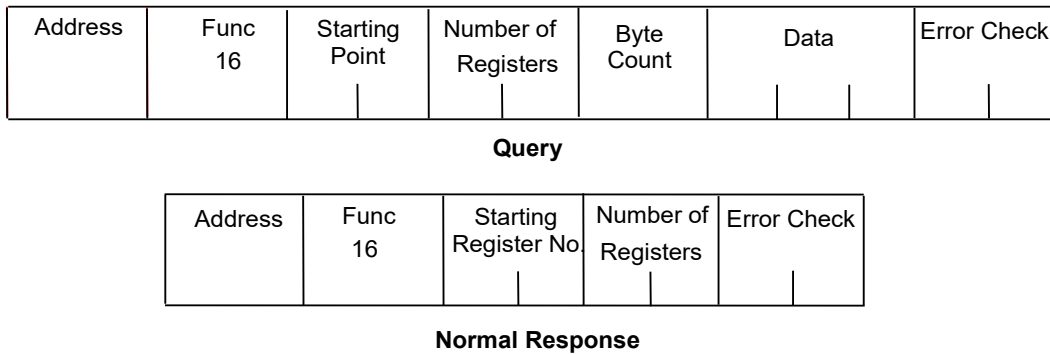 Address
Func
16
Starting
Point
Number of
Registers
Byte
Count
Data
Error Check
Query
Address
Func
16
Starting
Register No.
Number of
Registers
Error Check
Normal Response